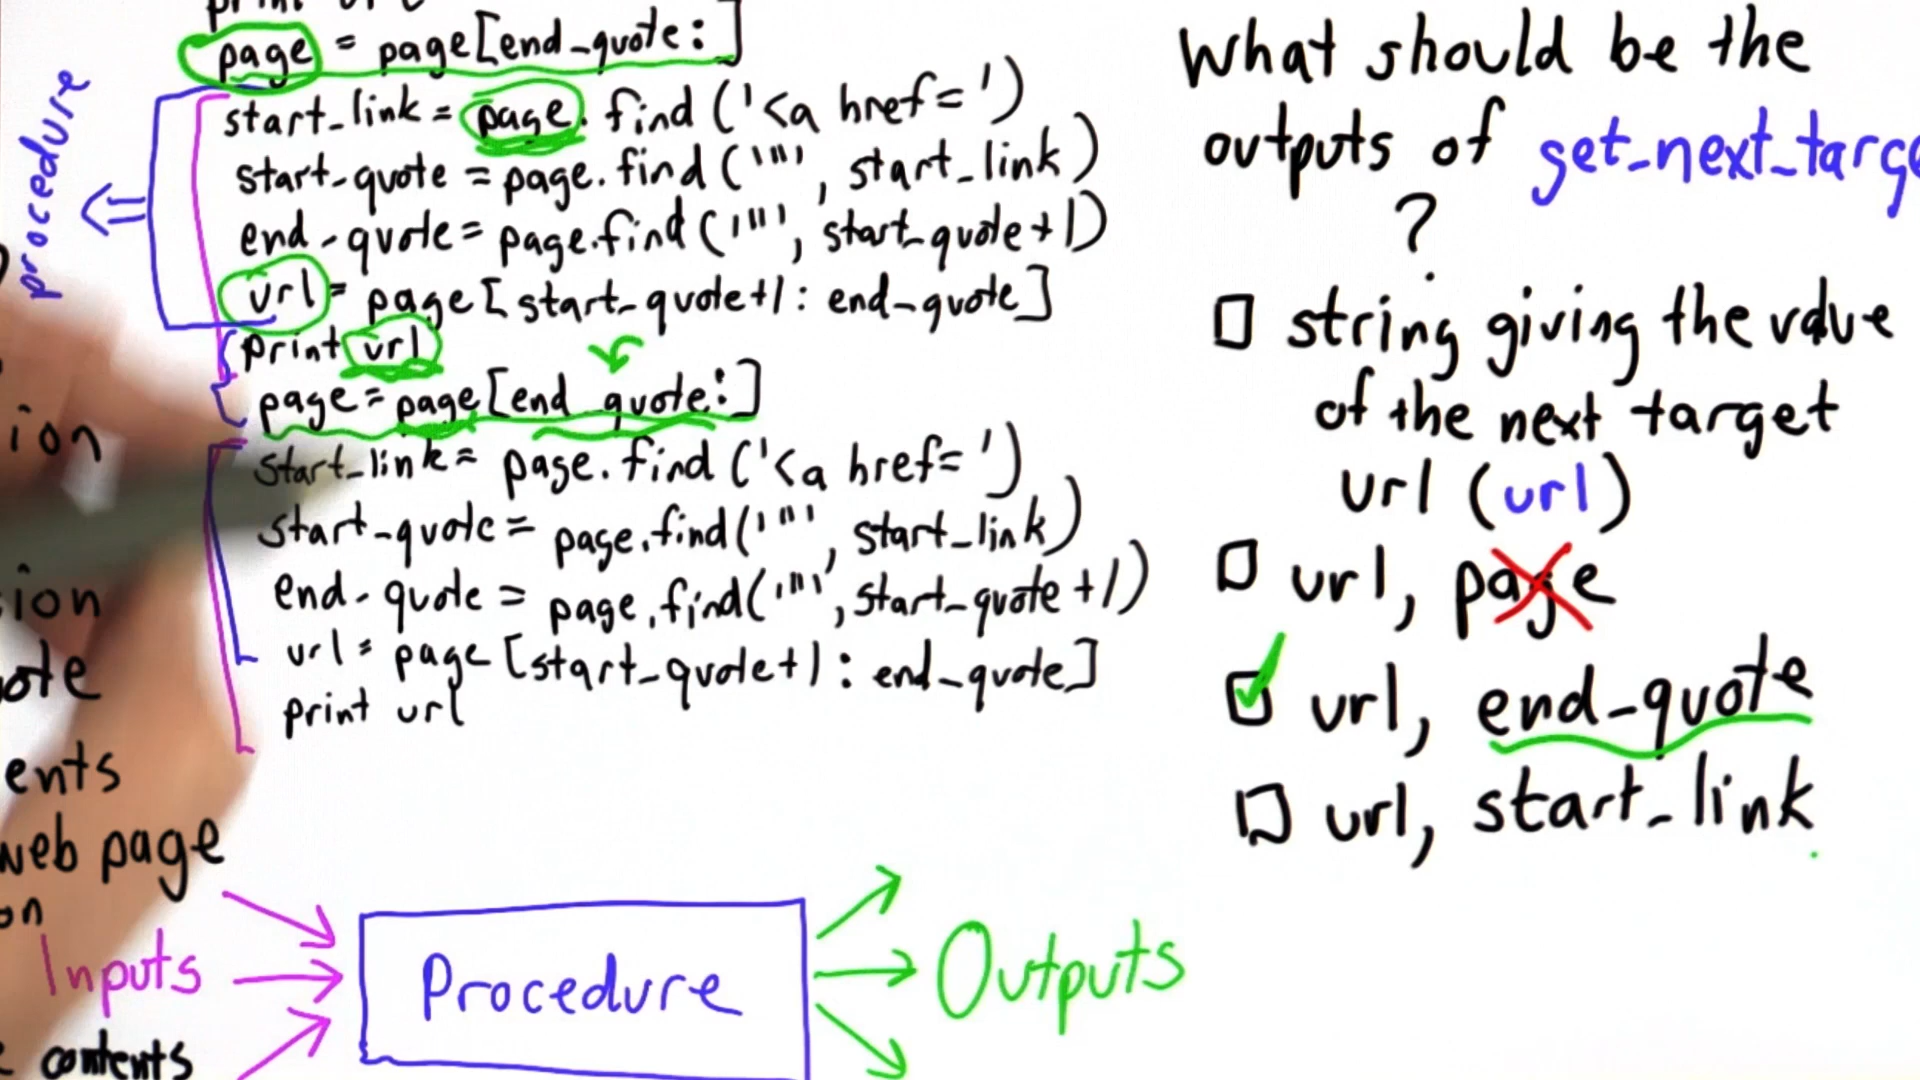 print url
page = page[end_quote:]
start_link = page.find('<a href=')
start_quote = page.find('"', start_link)
end_quote = page.find('"', start_quote+1)
url = page[start_quote+1: end_quote]
print url
page = page[end_quote:]
start_link = page.find('<a href=')
start_quote = page.find('"', start_link)
end_quote = page.find('"', start_quote+1)
url = page[start_quote+1: end_quote]
print url
procedure
ion
ion
ote
ents
web page
on
Inputs
contents
Procedure
Outputs
What should be the
outputs of get_next_targe
?
string giving the value
of the next target
url (url)
url, page
url, end_quote
url, start_link